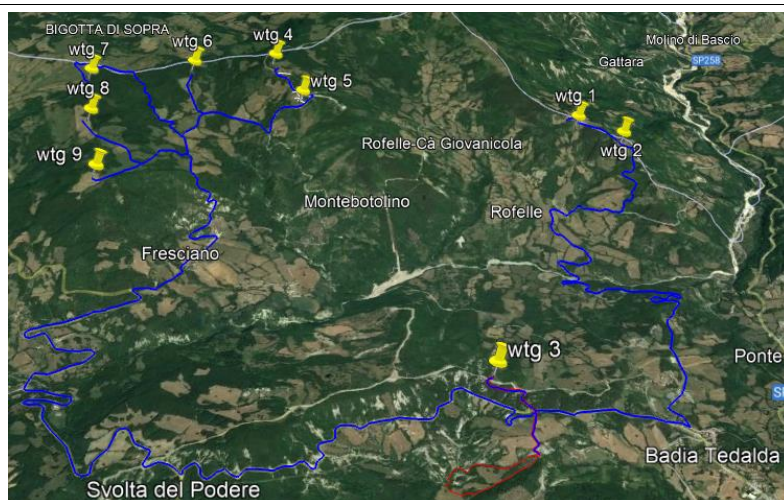 BIGOTTA DI SOPRA
wtg 7
wtg 6
wtg 4
Molino di Bascio
SP258
Gattara
wtg 8
wtg 5
wtg 1
wtg 2
wtg 9
Rofelle-Cà Giovanicola
Montebotolino
Rofelle
Fresciano
wtg 3
Ponte
Badia Tedalda
Svolta del Podere